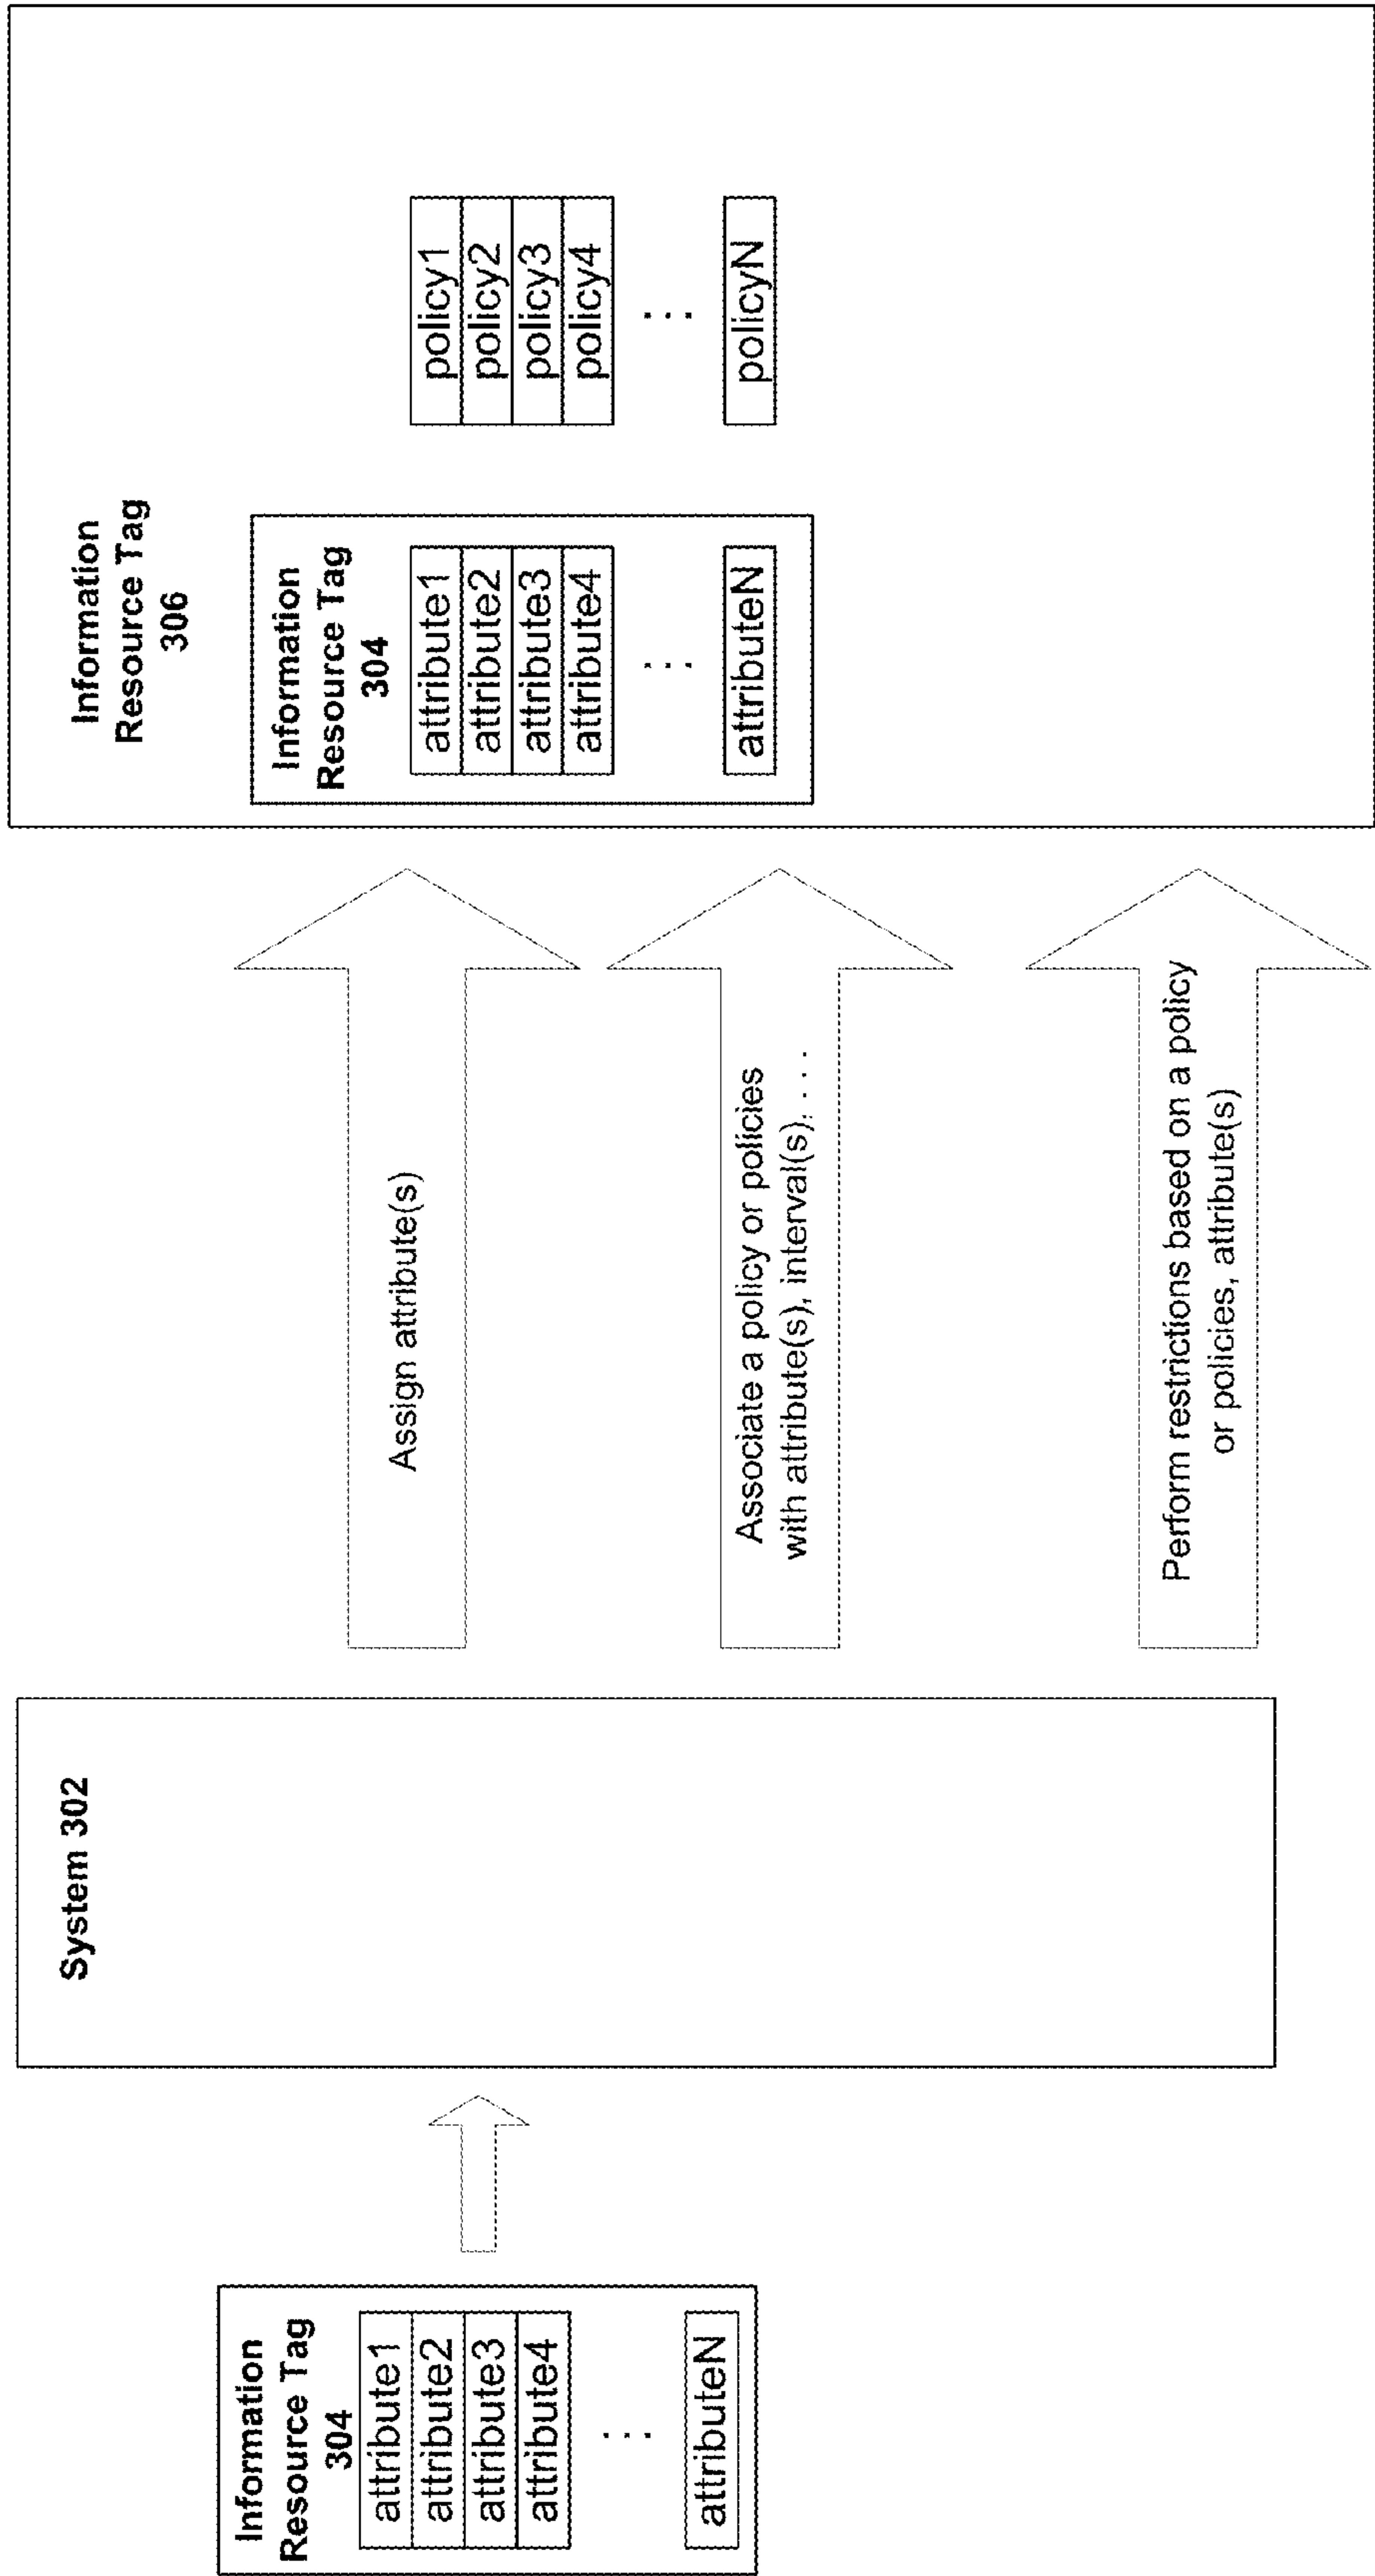 Information
Resource Tag
304
attribute1
attribute2
attribute3
attribute4
. . .
attributeN
System 302
Assign attribute(s)
Associate a policy or policies
with attribute(s), interval(s), . . .
Perform restrictions based on a policy
or policies, attribute(s)
Information
Resource Tag
306
Information
Resource Tag
304
attribute1
attribute2
attribute3
attribute4
. . .
attributeN
policy1
policy2
policy3
policy4
. . .
policyN